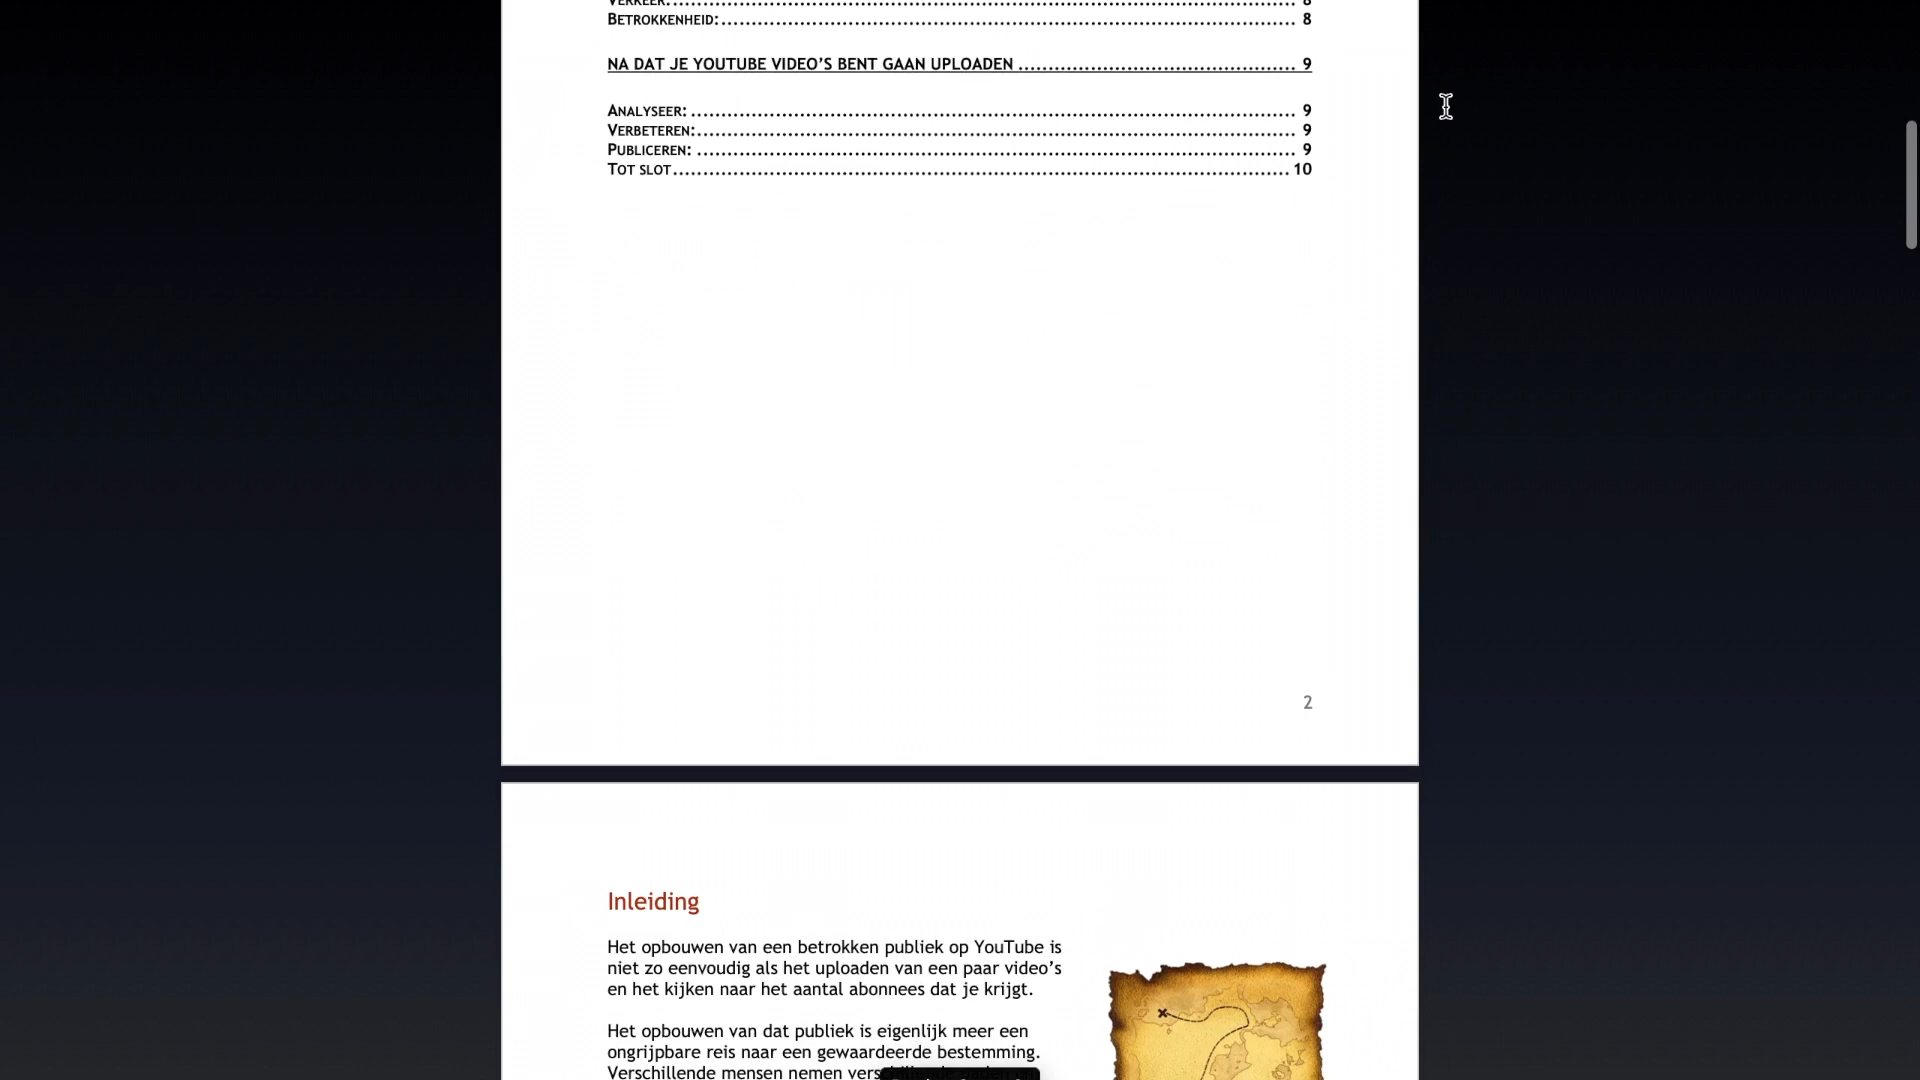 VERKEER: 8
BETROKKENHEID: 8
NA DAT JE YOUTUBE VIDEO’S BENT GAAN UPLOADEN 9
ANALYSEER: 9
VERBETEREN: 9
PUBLICEREN: 9
TOT SLOT 10
2
Inleiding
Het opbouwen van een betrokken publiek op YouTube is
niet zo eenvoudig als het uploaden van een paar video’s
en het kijken naar het aantal abonnees dat je krijgt.
Het opbouwen van dat publiek is eigenlijk meer een
ongrijpbare reis naar een gewaardeerde bestemming.
Verschillende mensen nemen